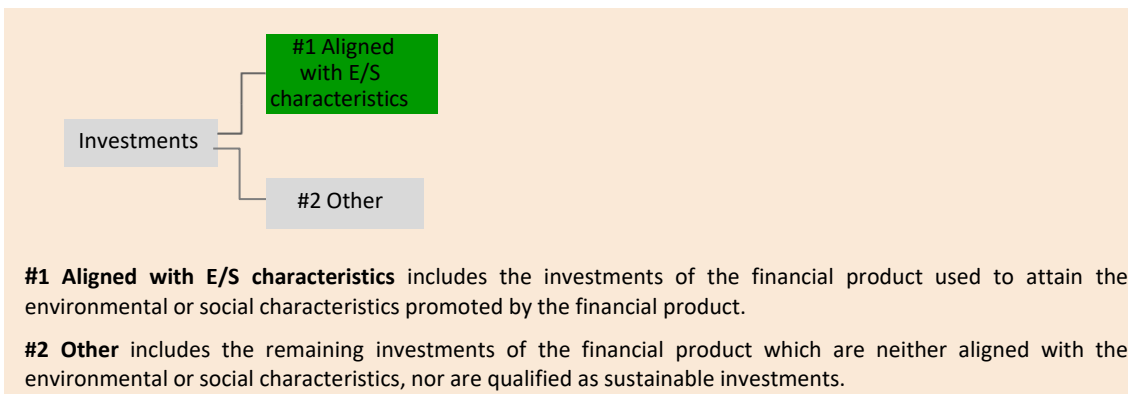 #1 Aligned
with E/S
characteristics
Investments
#2 Other
#1 Aligned with E/S characteristics includes the investments of the financial product used to attain the
environmental or social characteristics promoted by the financial product.
#2 Other includes the remaining investments of the financial product which are neither aligned with the
environmental or social characteristics, nor are qualified as sustainable investments.